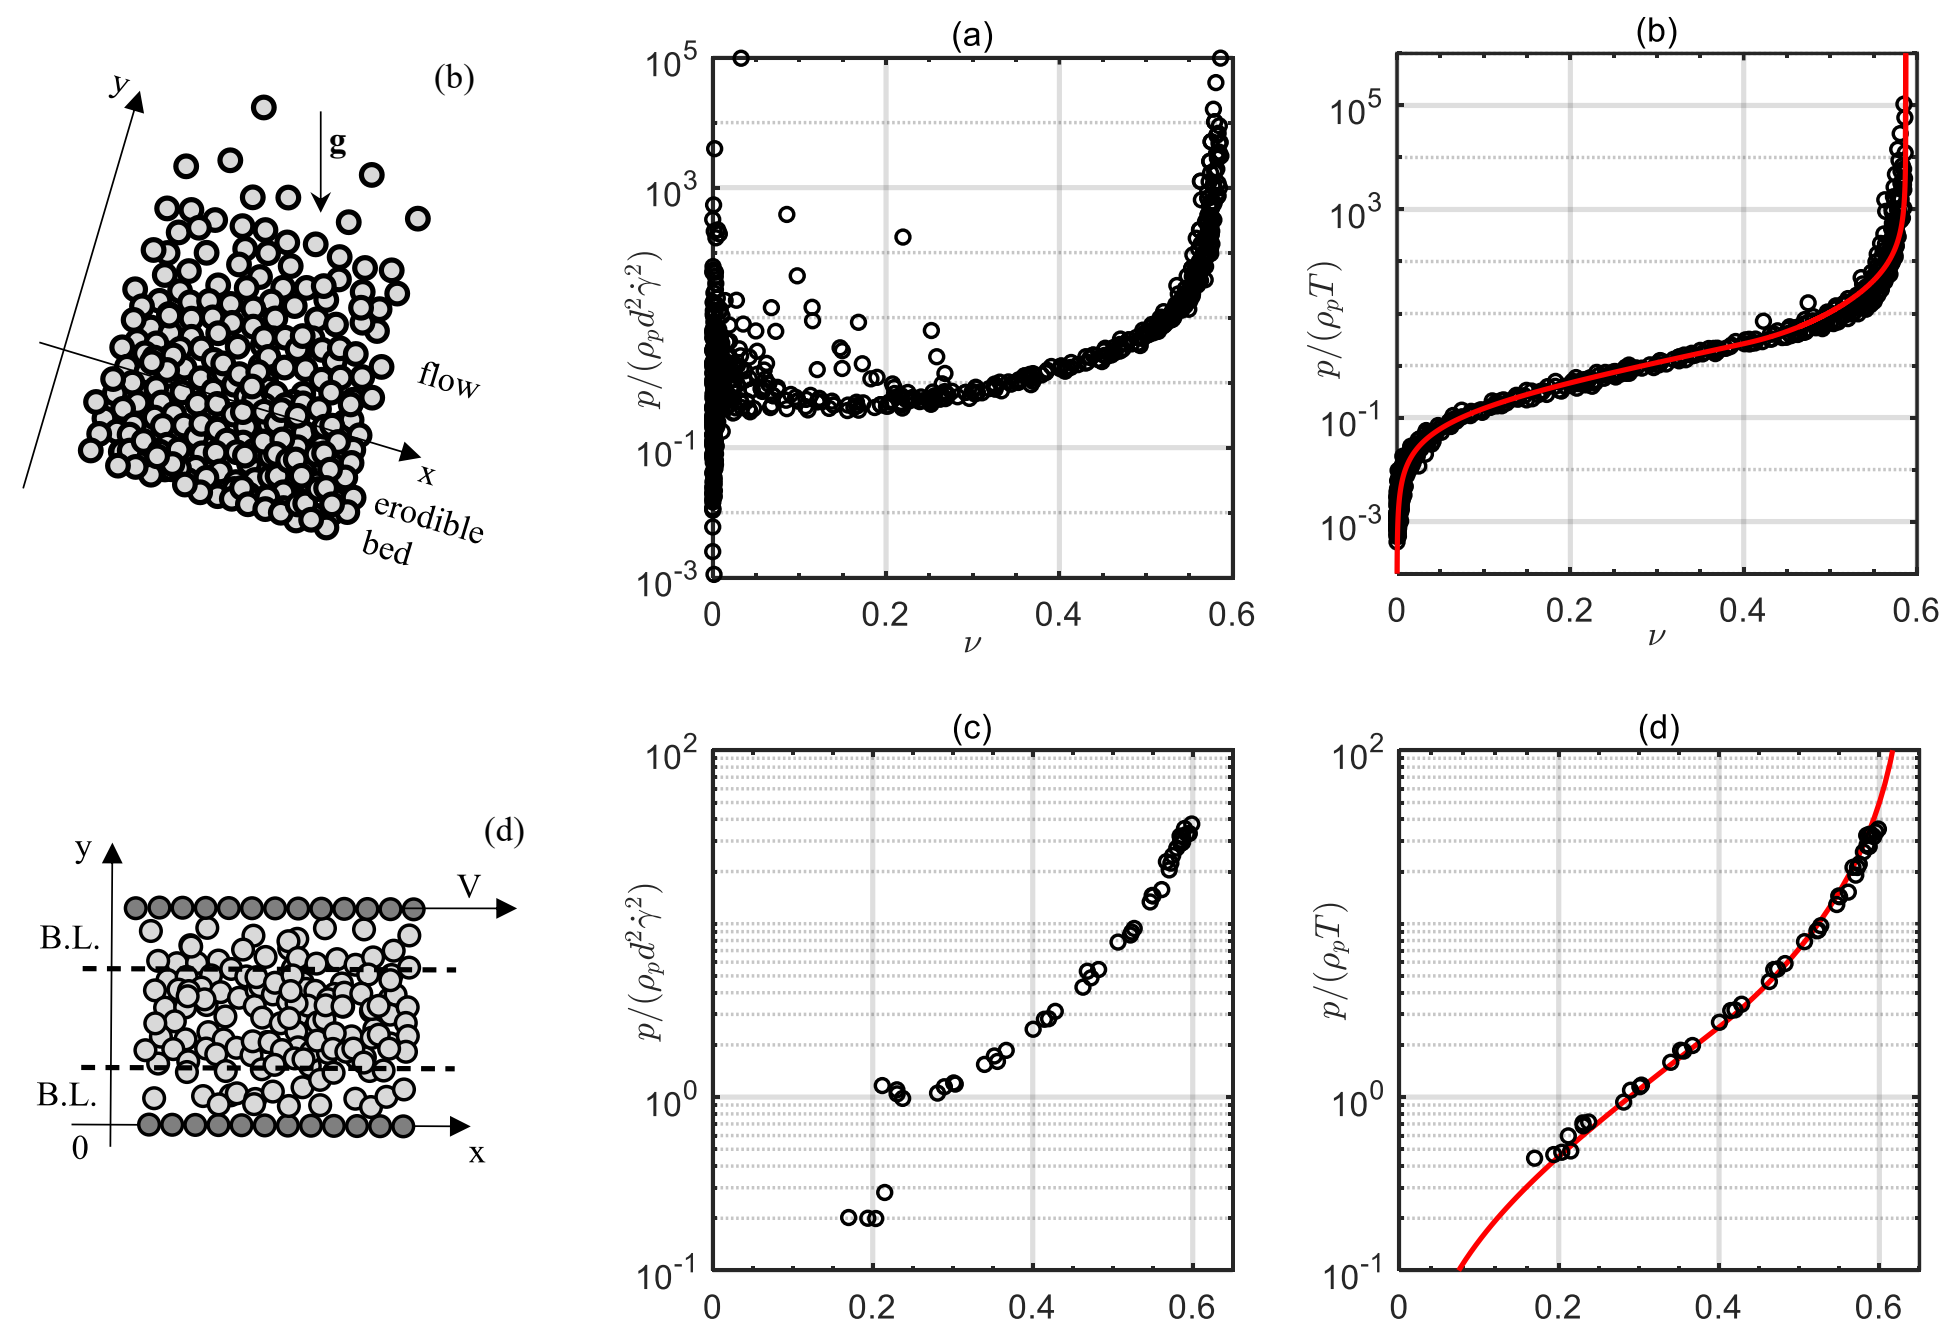 (b)
y
g
flow
x
erodible
bed
(a)
10^5
10^3
10^-1
10^-3
p/(ρ_p d^2 γ̇^2)
0
0.2
0.4
0.6
ν
(b)
10^5
10^3
10^-1
10^-3
p/(ρ_p T)
0
0.2
0.4
0.6
ν
(d)
y
V
B.L.
B.L.
0
x
(c)
10^2
10^0
10^-1
p/(ρ_p d^2 γ̇^2)
0
0.2
0.4
0.6
(d)
10^2
10^0
10^-1
p/(ρ_p T)
0
0.2
0.4
0.6